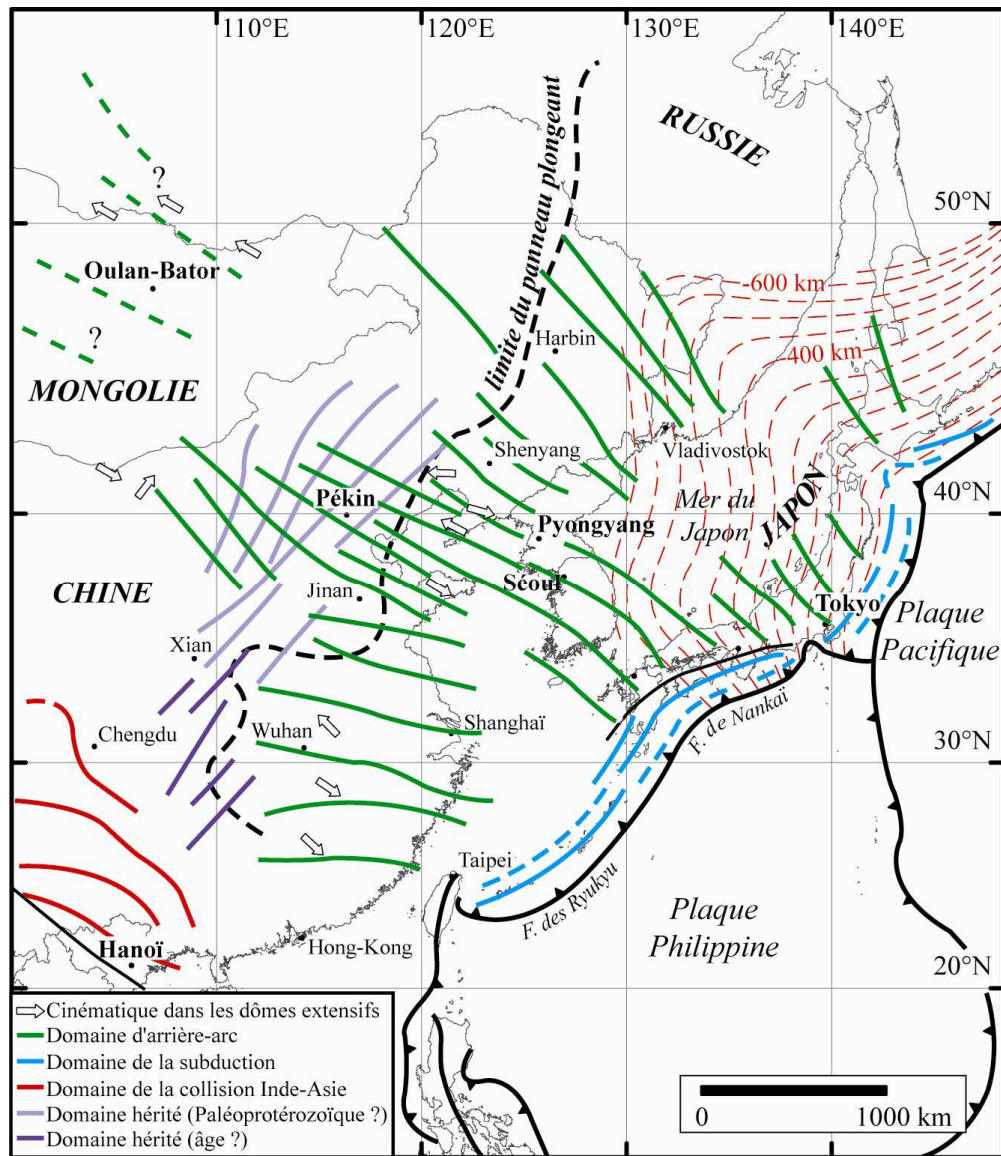 110°E
120°E
130°E
140°E
RUSSIE
limite du panneau plongeant
50°N
?
Oulan-Bator
-600 km
?
Harbin
-400 km
MONGOLIE
Shenyang
Vladivostok
Pékin
Mer du
Japon
JAPON
40°N
Pyongyang
CHINE
Jinan
Séoul
Tokyo
Plaque
Pacifique
Xian
Chengdu
Wuhan
Shanghaï
F. de Nankaï
30°N
Taipei
F. des Ryukyu
Plaque
Philippine
Hanoï
Hong-Kong
20°N
Cinématique dans les dômes extensifs
Domaine d'arrière-arc
Domaine de la subduction
Domaine de la collision Inde-Asie
Domaine hérité (Paléoprotérozoïque ?)
Domaine hérité (âge ?)
0 1000 km